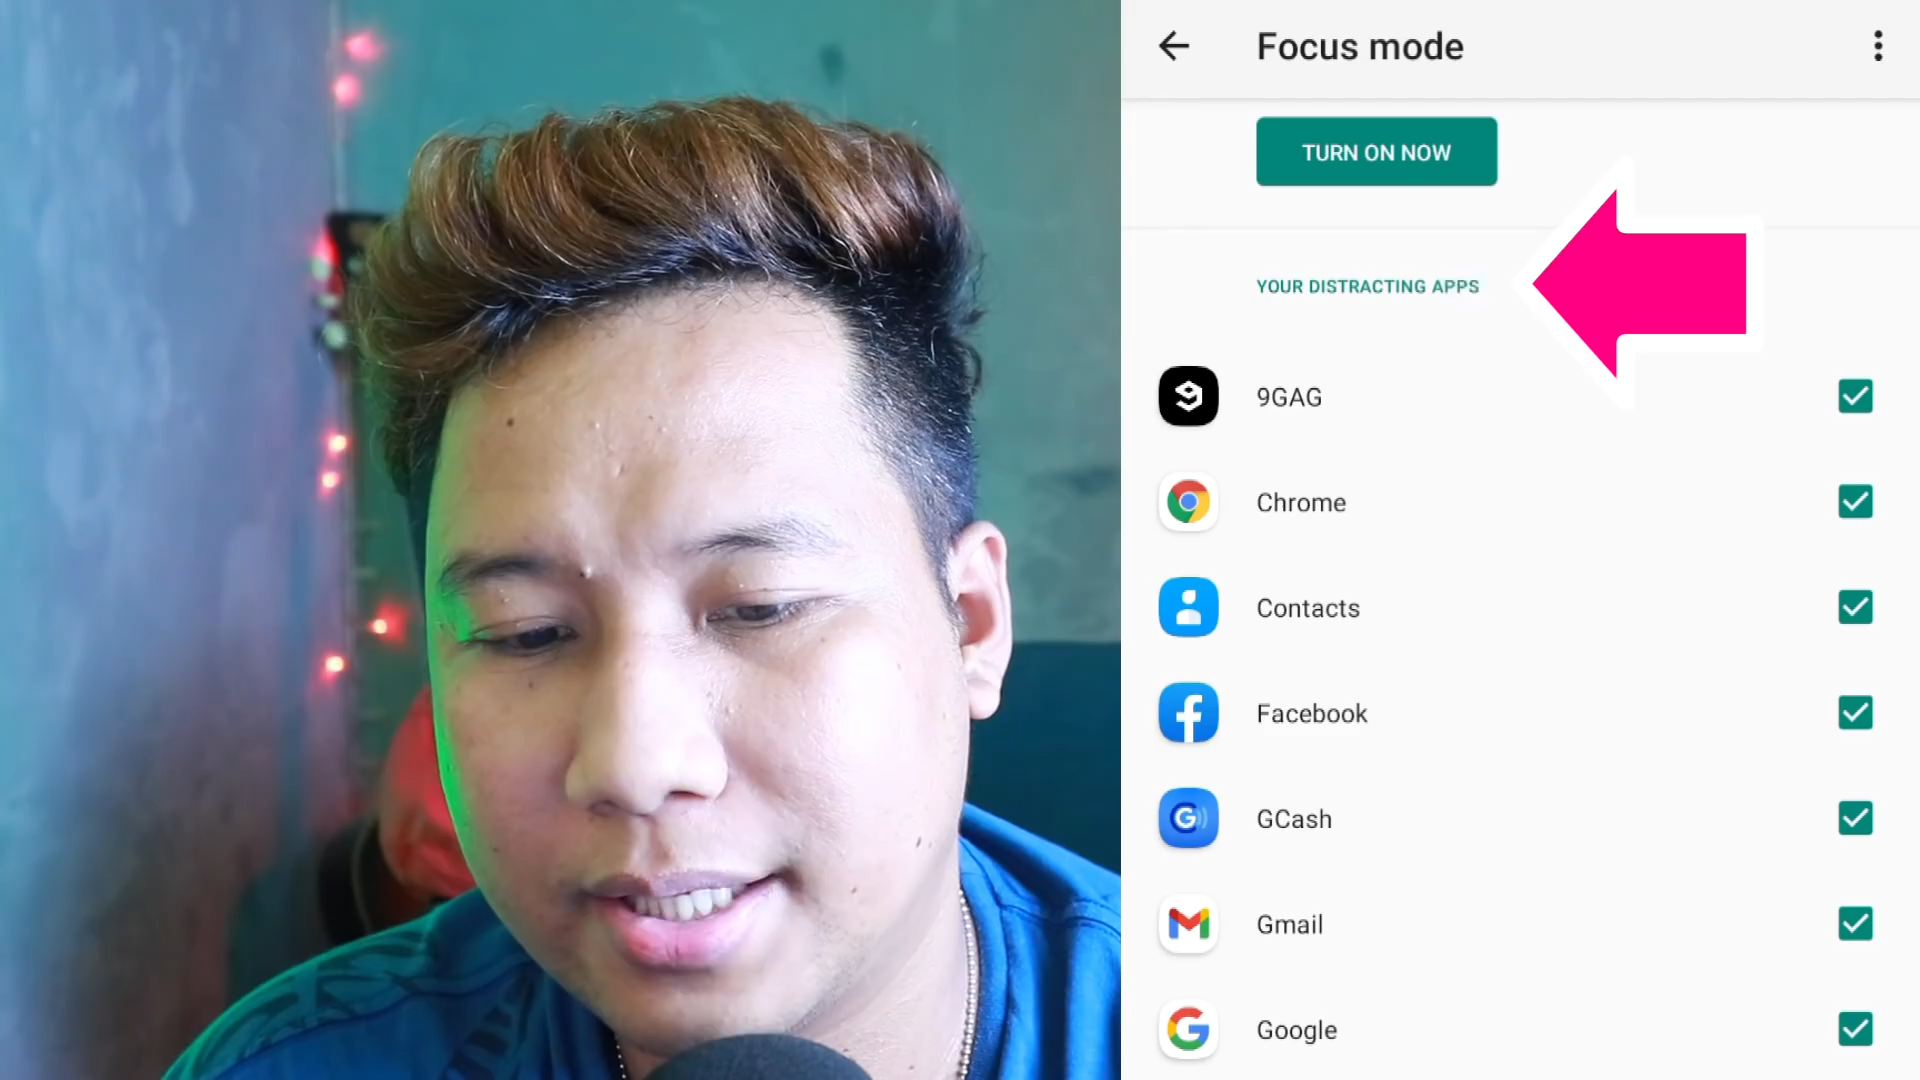 Focus mode
TURN ON NOW
YOUR DISTRACTING APPS
9GAG
Chrome
Contacts
Facebook
GCash
Gmail
Google